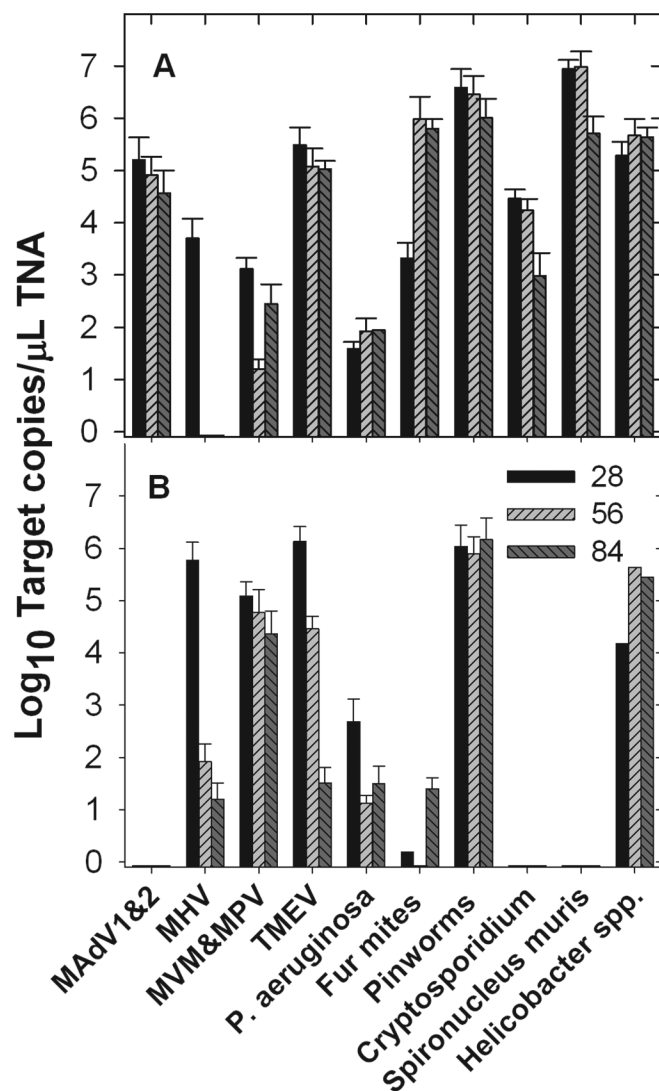 A
7
6
5
4
3
2
1
0
B
28
56
84
7
6
5
4
3
2
1
0
Log10 Target copies/μL TNA
MAdV1&2
MHV
MVM&MPV
TMEV
P. aeruginosa
Fur mites
Pinworms
Cryptosporidium
Spironucleus muris
Helicobacter spp.